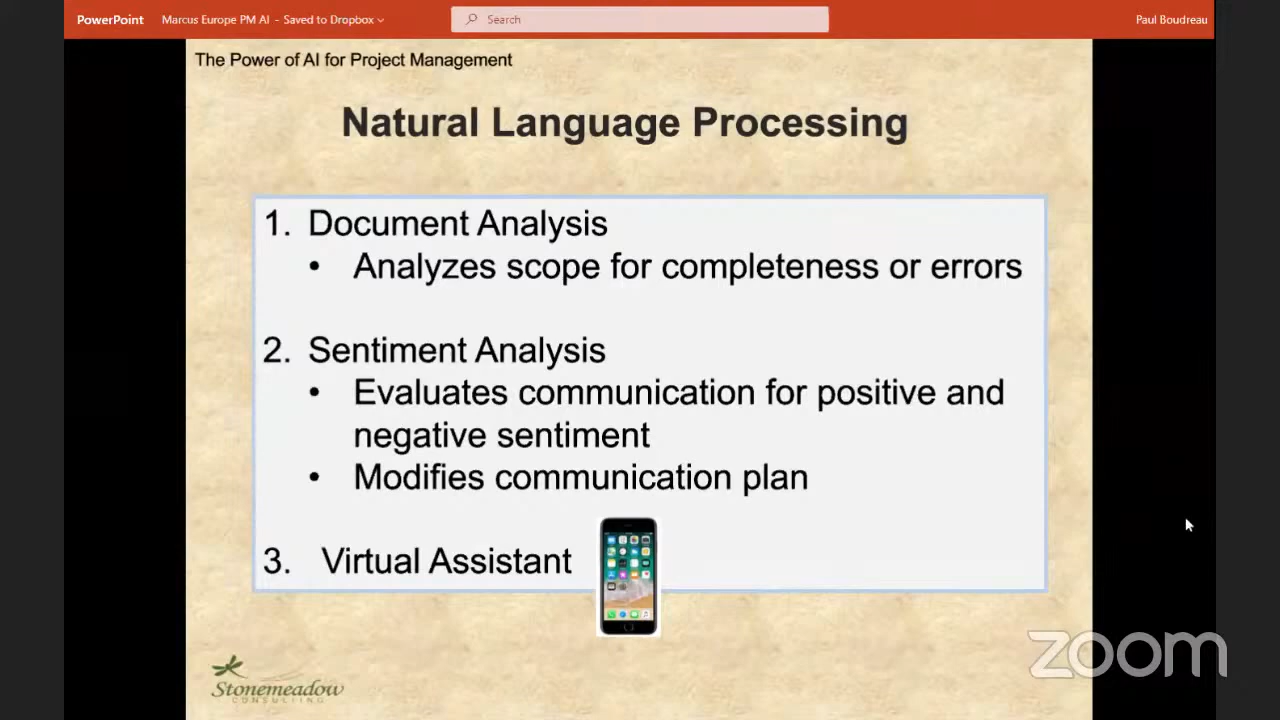 PowerPoint Marcus Europe PM AI - Saved to Dropbox Search Paul Boudreau
The Power of AI for Project Management
Natural Language Processing
1. Document Analysis
• Analyzes scope for completeness or errors
2. Sentiment Analysis
• Evaluates communication for positive and
negative sentiment
• Modifies communication plan
3. Virtual Assistant
Stonemeadow
CONSULTING
zoom